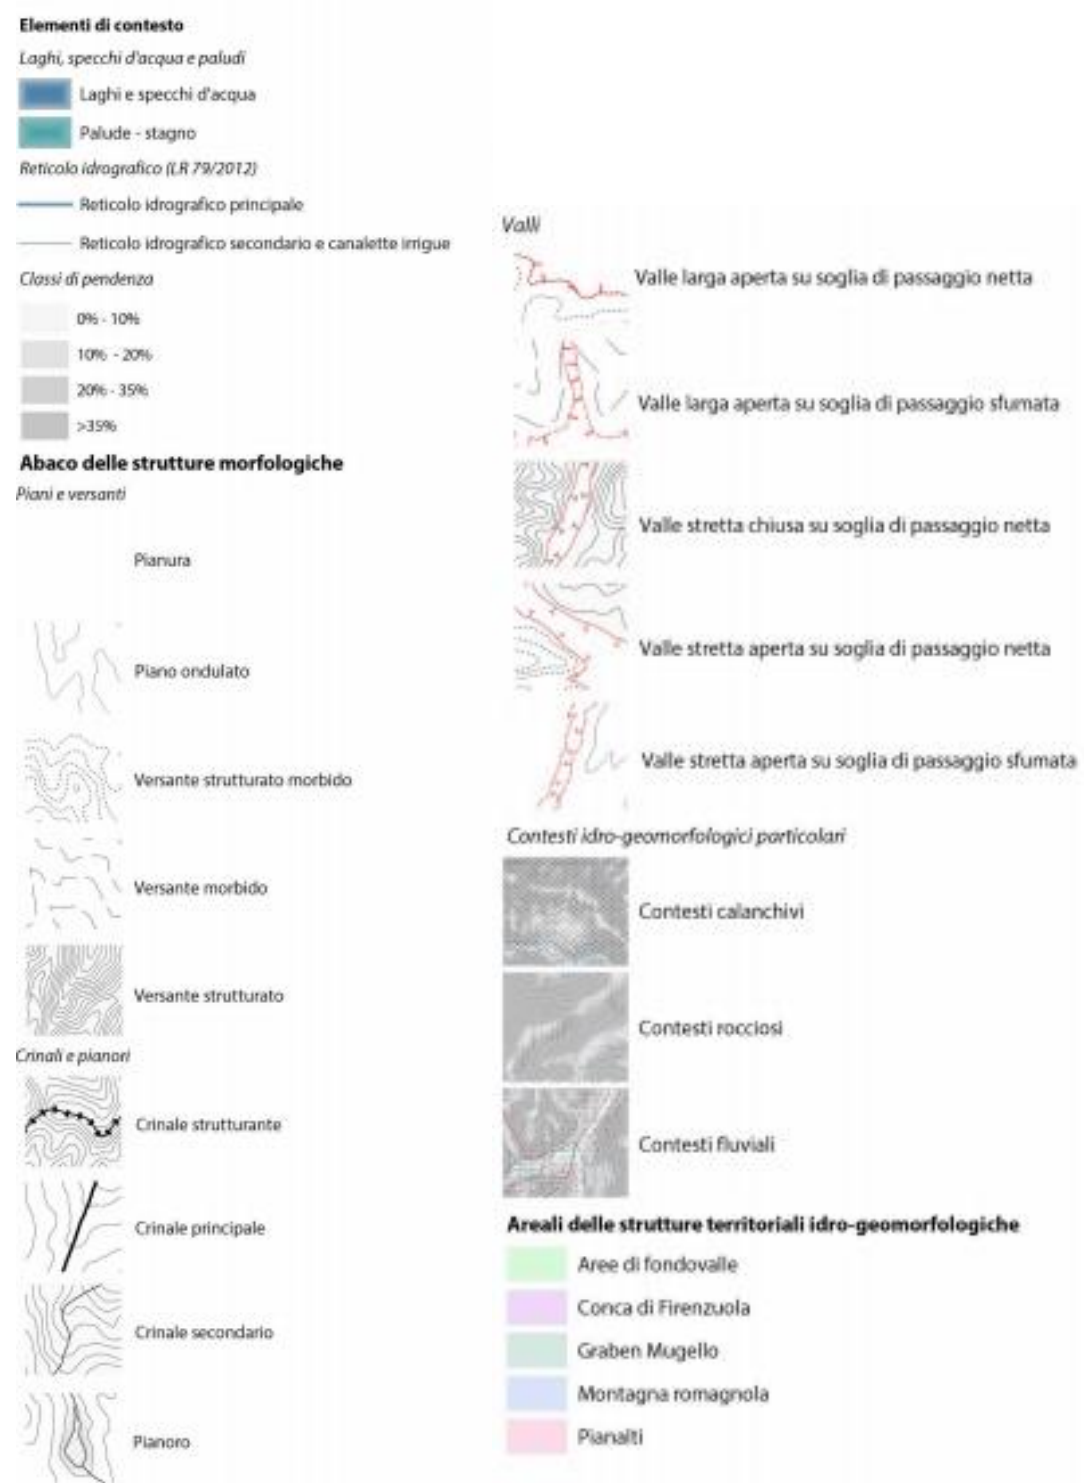 Elementi di contesto
Laghi, specchi d'acqua e paludi
Laghi e specchi d'acqua
Palude - stagno
Reticolo idrografico (LR 79/2012)
Reticolo idrografico principale
Reticolo idrografico secondario e canalette irrigue
Classi di pendenza
0% - 10%
10% - 20%
20% - 35%
>35%
Abaco delle strutture morfologiche
Piani e versanti
Pianura
Piano ondulato
Versante strutturato morbido
Versante morbido
Versante strutturato
Crinali e pianori
Crinale strutturante
Crinale principale
Crinale secondario
Pianoro
Valli
Valle larga aperta su soglia di passaggio netta
Valle larga aperta su soglia di passaggio sfumata
Valle stretta chiusa su soglia di passaggio netta
Valle stretta aperta su soglia di passaggio netta
Valle stretta aperta su soglia di passaggio sfumata
Contesti idro-geomorfologici particolari
Contesti calanchivi
Contesti rocciosi
Contesti fluviali
Areali delle strutture territoriali idro-geomorfologiche
Aree di fondovalle
Conca di Firenzuola
Graben Mugello
Montagna romagnola
Pianalti